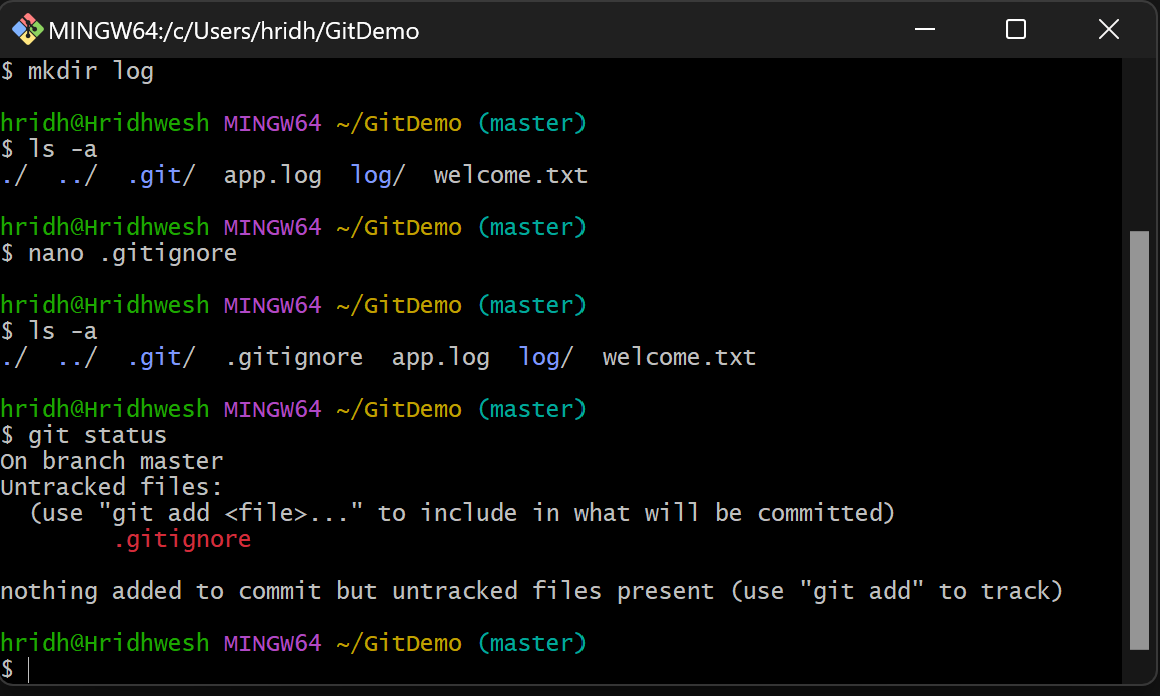 MINGW64:/c/Users/hridh/GitDemo
$ mkdir log
hridh@Hridhwesh MINGW64 ~/GitDemo (master)
$ ls -a
./  ../  .git/  app.log  log/  welcome.txt
hridh@Hridhwesh MINGW64 ~/GitDemo (master)
$ nano .gitignore
hridh@Hridhwesh MINGW64 ~/GitDemo (master)
$ ls -a
./  ../  .git/  .gitignore  app.log  log/  welcome.txt
hridh@Hridhwesh MINGW64 ~/GitDemo (master)
$ git status
On branch master
Untracked files:
  (use "git add <file>..." to include in what will be committed)
        .gitignore
nothing added to commit but untracked files present (use "git add" to track)
hridh@Hridhwesh MINGW64 ~/GitDemo (master)
$